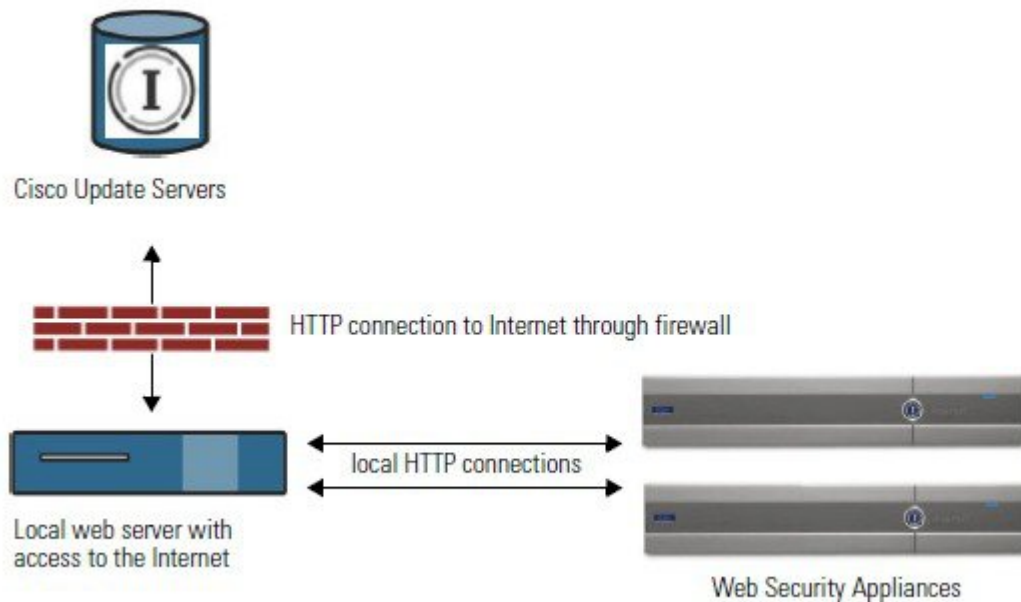 I
Cisco Update Servers
HTTP connection to Internet through firewall
local HTTP connections
Local web server with
access to the Internet
Web Security Appliances